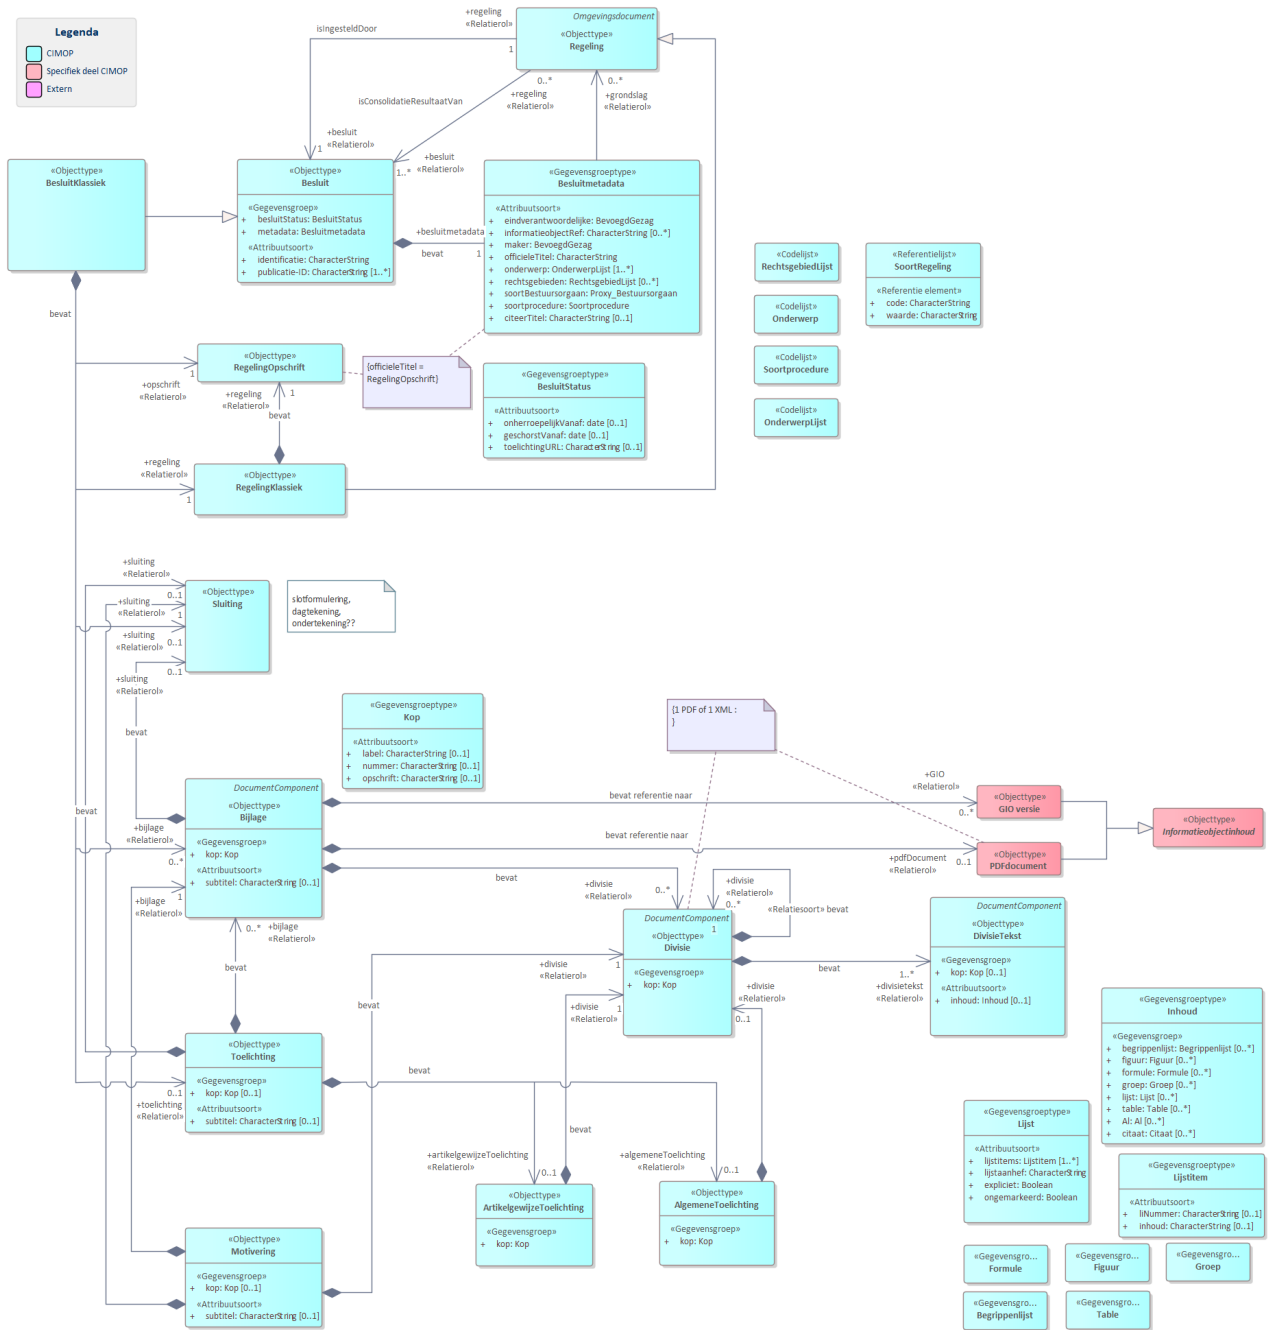 Legenda
CIMOP
Specifiek deel CIMOP
Extern
Omgevingsdocument
«Objecttype»
Regeling
+regeling
«Relatierol»
1
isIngesteldDoor
0..*
+regeling
«Relatierol»
0..*
+grondslag
«Relatierol»
isConsolidatieResultaatVan
+besluit
«Relatierol»
1
+besluit
«Relatierol»
1..*
«Objecttype»
BesluitKlassiek
«Objecttype»
Besluit
«Gegevensgroep»
+ besluitStatus: BesluitStatus
+ metadata: Besluitmetadata
«Attribuutsoort»
+ identificatie: CharacterString
+ publicatie-ID: CharacterString [1..*]
+besluitmetadata
bevat
1
«Gegevensgroeptype»
Besluitmetadata
«Attribuutsoort»
+ eindverantwoordelijke: BevoegdGezag
+ informatieobjectRef: CharacterString [0..*]
+ maker: BevoegdGezag
+ officieleTitel: CharacterString
+ onderwerp: OnderwerpLijst [1..*]
+ rechtsgebieden: RechtsgebiedLijst [0..*]
+ soortBestuursorgaan: Proxy_Bestuursorgaan
+ soortprocedure: Soortprocedure
+ citeerTitel: CharacterString [0..1]
«Codelijst»
RechtsgebiedLijst
«Codelijst»
Onderwerp
«Codelijst»
Soortprocedure
«Codelijst»
OnderwerpLijst
«Referentielijst»
SoortRegeling
«Referentie element»
+ code: CharacterString
+ waarde: CharacterString
bevat
«Objecttype»
RegelingOpschrift
1
+opschrift
«Relatierol»
+regeling
«Relatierol»
1
bevat
{officieleTitel =
RegelingOpschrift}
«Gegevensgroeptype»
BesluitStatus
«Attribuutsoort»
+ onherroepelijkVanaf: date [0..1]
+ geschorstVanaf: date [0..1]
+ toelichtingURL: CharacterString [0..1]
+regeling
«Relatierol»
1
«Objecttype»
RegelingKlassiek
+sluiting
«Relatierol»
0..1
+sluiting
«Relatierol»
1
+sluiting
«Relatierol»
0..1
0..1
+sluiting
«Relatierol»
«Objecttype»
Sluiting
slotformulering,
dagtekening,
ondertekening??
bevat
«Gegevensgroeptype»
Kop
«Attribuutsoort»
+ label: CharacterString [0..1]
+ nummer: CharacterString [0..1]
+ opschrift: CharacterString [0..1]
{1 PDF of 1 XML :
}
DocumentComponent
«Objecttype»
Bijlage
«Gegevensgroep»
+ kop: Kop
«Attribuutsoort»
+ subtitel: CharacterString [0..1]
bevat
+bijlage
«Relatierol»
0..*
1
+bijlage
«Relatierol»
0..*
+bijlage
«Relatierol»
bevat
bevat referentie naar
+GIO
«Relatierol»
0..*
«Objecttype»
GIO versie
bevat referentie naar
+pdfDocument
«Relatierol»
0..1
«Objecttype»
PDFdocument
«Objecttype»
Informatieobjectinhoud
bevat
+divisie
«Relatierol»
0..*
+divisie
«Relatierol»
0..*
1
«Relatiesoort» bevat
DocumentComponent
«Objecttype»
Divisie
«Gegevensgroep»
+ kop: Kop
bevat
1..*
+divisietekst
«Relatierol»
DocumentComponent
«Objecttype»
DivisieTekst
«Gegevensgroep»
+ kop: Kop [0..1]
«Attribuutsoort»
+ inhoud: Inhoud [0..1]
1
+divisie
«Relatierol»
1
+divisie
«Relatierol»
+divisie
«Relatierol»
0..1
bevat
«Objecttype»
Toelichting
«Gegevensgroep»
+ kop: Kop [0..1]
«Attribuutsoort»
+ subtitel: CharacterString [0..1]
0..1
+toelichting
«Relatierol»
bevat
bevat
+artikelgewijzeToelichting
«Relatierol»
0..1
+algemeneToelichting
«Relatierol»
0..1
«Objecttype»
ArtikelgewijzeToelichting
«Gegevensgroep»
+ kop: Kop
«Objecttype»
AlgemeneToelichting
«Gegevensgroep»
+ kop: Kop
«Objecttype»
Motivering
«Gegevensgroep»
+ kop: Kop [0..1]
«Attribuutsoort»
+ subtitel: CharacterString [0..1]
«Gegevensgroeptype»
Inhoud
«Gegevensgroep»
+ begrippenlijst: Begrippenlijst [0..*]
+ figuur: Figuur [0..*]
+ formule: Formule [0..*]
+ groep: Groep [0..*]
+ lijst: Lijst [0..*]
+ table: Table [0..*]
+ Al: Al [0..*]
+ citaat: Citaat [0..*]
«Gegevensgroeptype»
Lijst
«Attribuutsoort»
+ lijstitems: Lijstitem [1..*]
+ lijstaanhef: CharacterString
+ expliciet: Boolean
+ ongemarkeerd: Boolean
«Gegevensgroeptype»
Lijstitem
«Attribuutsoort»
+ liNummer: CharacterString [0..1]
+ inhoud: CharacterString [0..1]
«Gegevensgro...
Formule
«Gegevensgro...
Figuur
«Gegevensgro...
Groep
«Gegevensgro...
Begrippenlijst
«Gegevensgro...
Table